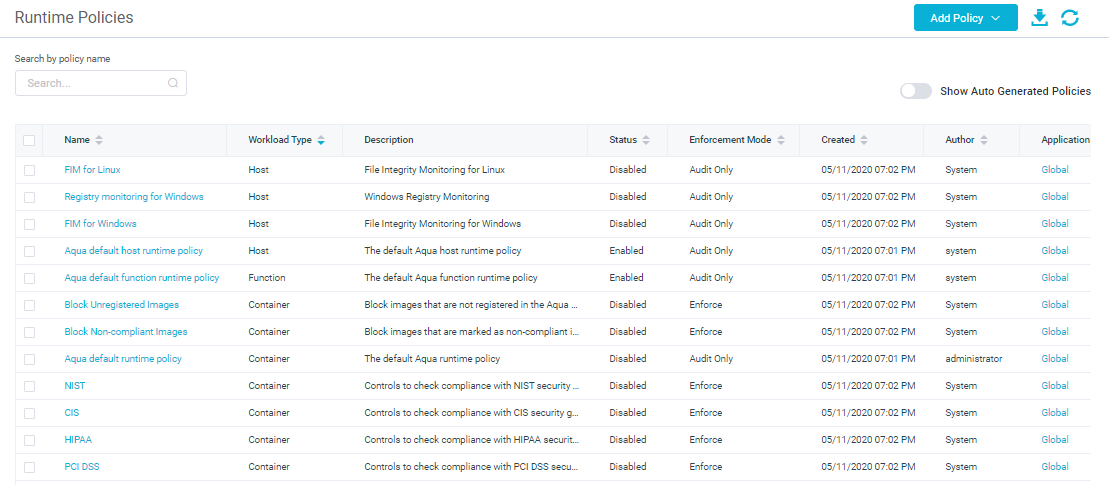 Runtime Policies
Add Policy
Search by policy name
Search...
Show Auto Generated Policies
Name Workload Type Description Status Enforcement Mode Created Author Application
FIM for Linux Host File Integrity Monitoring for Linux Disabled Audit Only 05/11/2020 07:02 PM System Global
Registry monitoring for Windows Host Windows Registry Monitoring Disabled Audit Only 05/11/2020 07:02 PM System Global
FIM for Windows Host File Integrity Monitoring for Windows Disabled Audit Only 05/11/2020 07:02 PM System Global
Aqua default host runtime policy Host The default Aqua host runtime policy Enabled Audit Only 05/11/2020 07:01 PM system Global
Aqua default function runtime policy Function The default Aqua function runtime policy Enabled Audit Only 05/11/2020 07:01 PM system Global
Block Unregistered Images Container Block images that are not registered in the Aqua ... Disabled Enforce 05/11/2020 07:02 PM System Global
Block Non-compliant Images Container Block images that are marked as non-compliant i... Disabled Enforce 05/11/2020 07:02 PM System Global
Aqua default runtime policy Container The default Aqua runtime policy Disabled Audit Only 05/11/2020 07:01 PM administrator Global
NIST Container Controls to check compliance with NIST security ... Disabled Enforce 05/11/2020 07:02 PM System Global
CIS Container Controls to check compliance with CIS security g... Disabled Enforce 05/11/2020 07:02 PM System Global
HIPAA Container Controls to check compliance with HIPAA securit... Disabled Enforce 05/11/2020 07:02 PM System Global
PCI DSS Container Controls to check compliance with PCI DSS secu... Disabled Enforce 05/11/2020 07:02 PM System Global